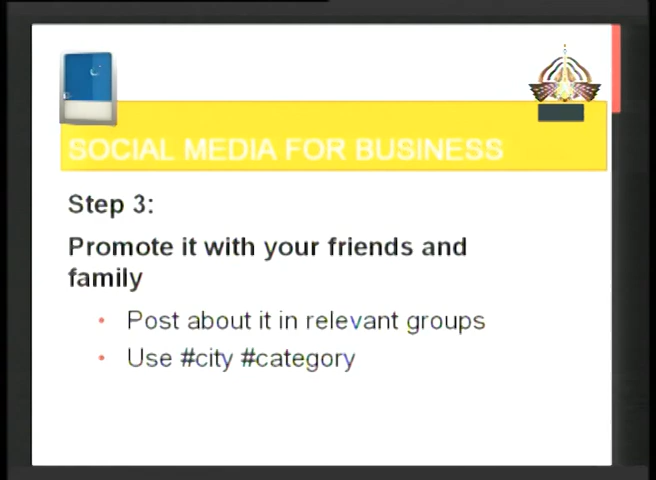 SOCIAL MEDIA FOR BUSINESS
Step 3:
Promote it with your friends and
family
• Post about it in relevant groups
• Use #city #category